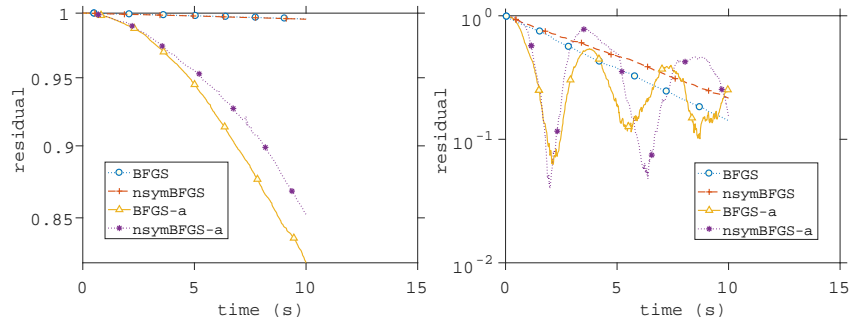 1
0.95
0.9
0.85
0
5
10
15
residual
time (s)
BFGS
nsymBFGS
BFGS-a
nsymBFGS-a
10^0
10^-1
10^-2
0
5
10
15
residual
time (s)
BFGS
nsymBFGS
BFGS-a
nsymBFGS-a